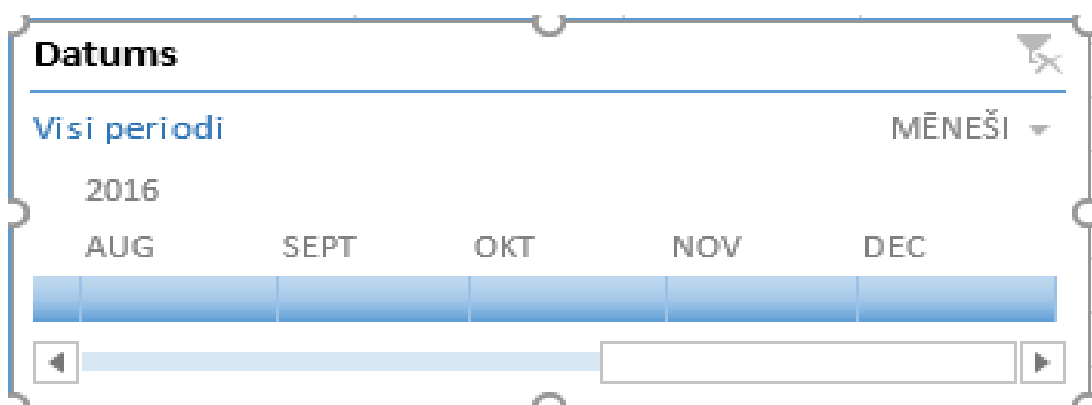 Datums
Visi periodi MĒNEŠI
2016
AUG SEPT OKT NOV DEC